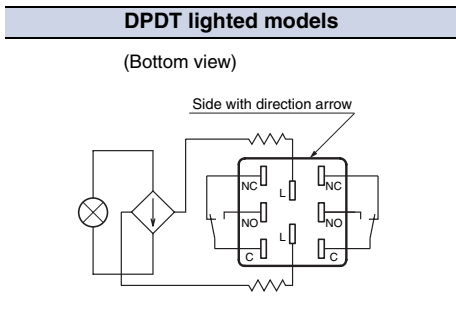 DPDT lighted models
(Bottom view)
Side with direction arrow
NC L NC
NO L NO
C C